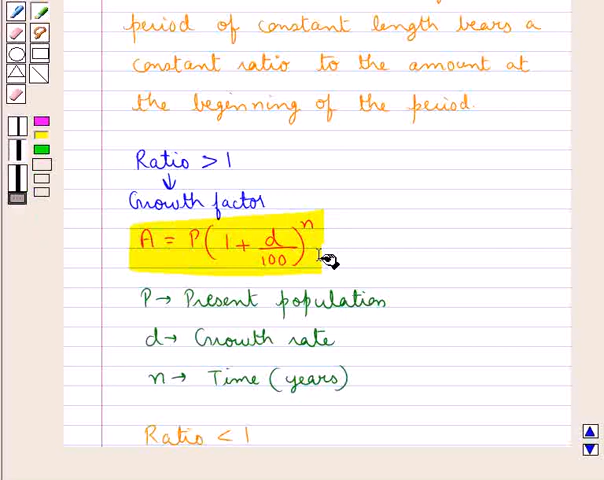 period of constant length bears a
constant ratio to the amount at
the beginning of the period.
Ratio > 1
↓
Growth factor
A = P(1 + d/100)^n
P → Present population
d → Growth rate
n → Time (years)
Ratio < 1